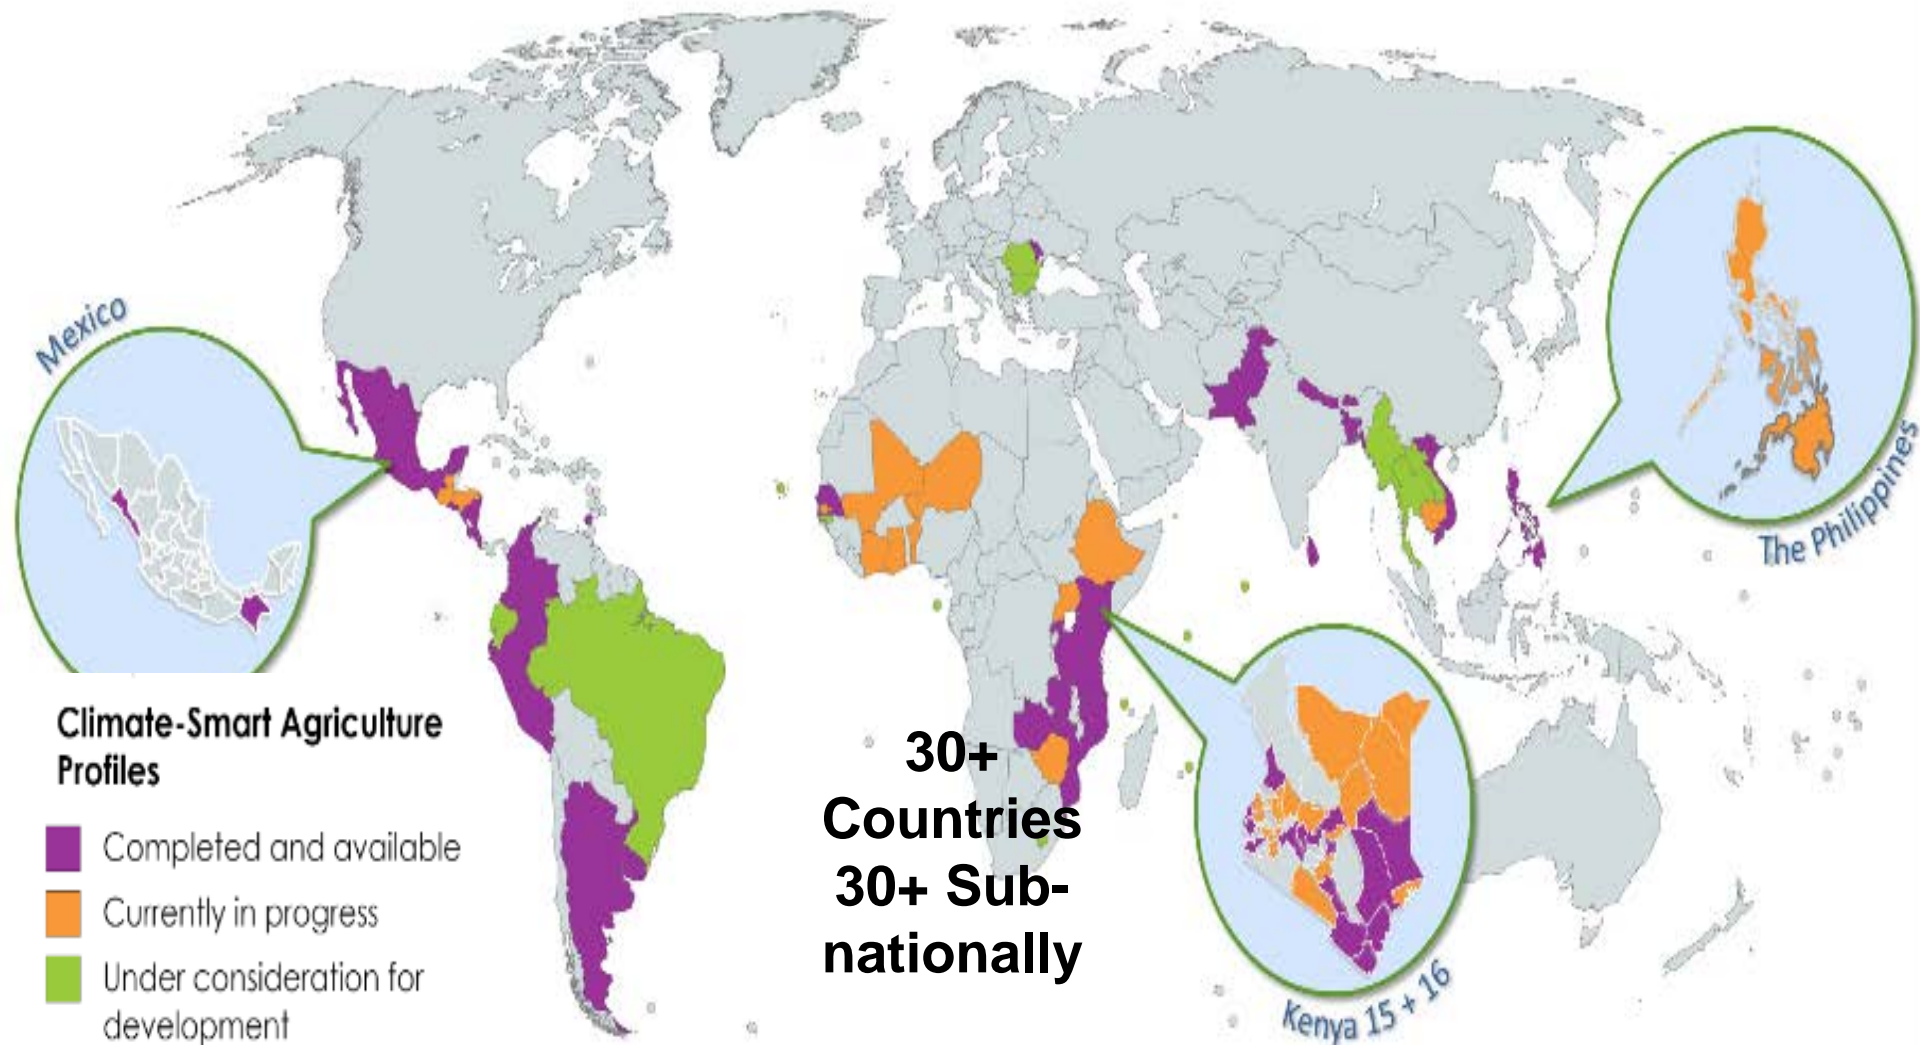 Mexico
The Philippines
Climate-Smart Agriculture
Profiles
Completed and available
Currently in progress
Under consideration for
development
30+
Countries
30+ Sub-
nationally
Kenya 15 + 16